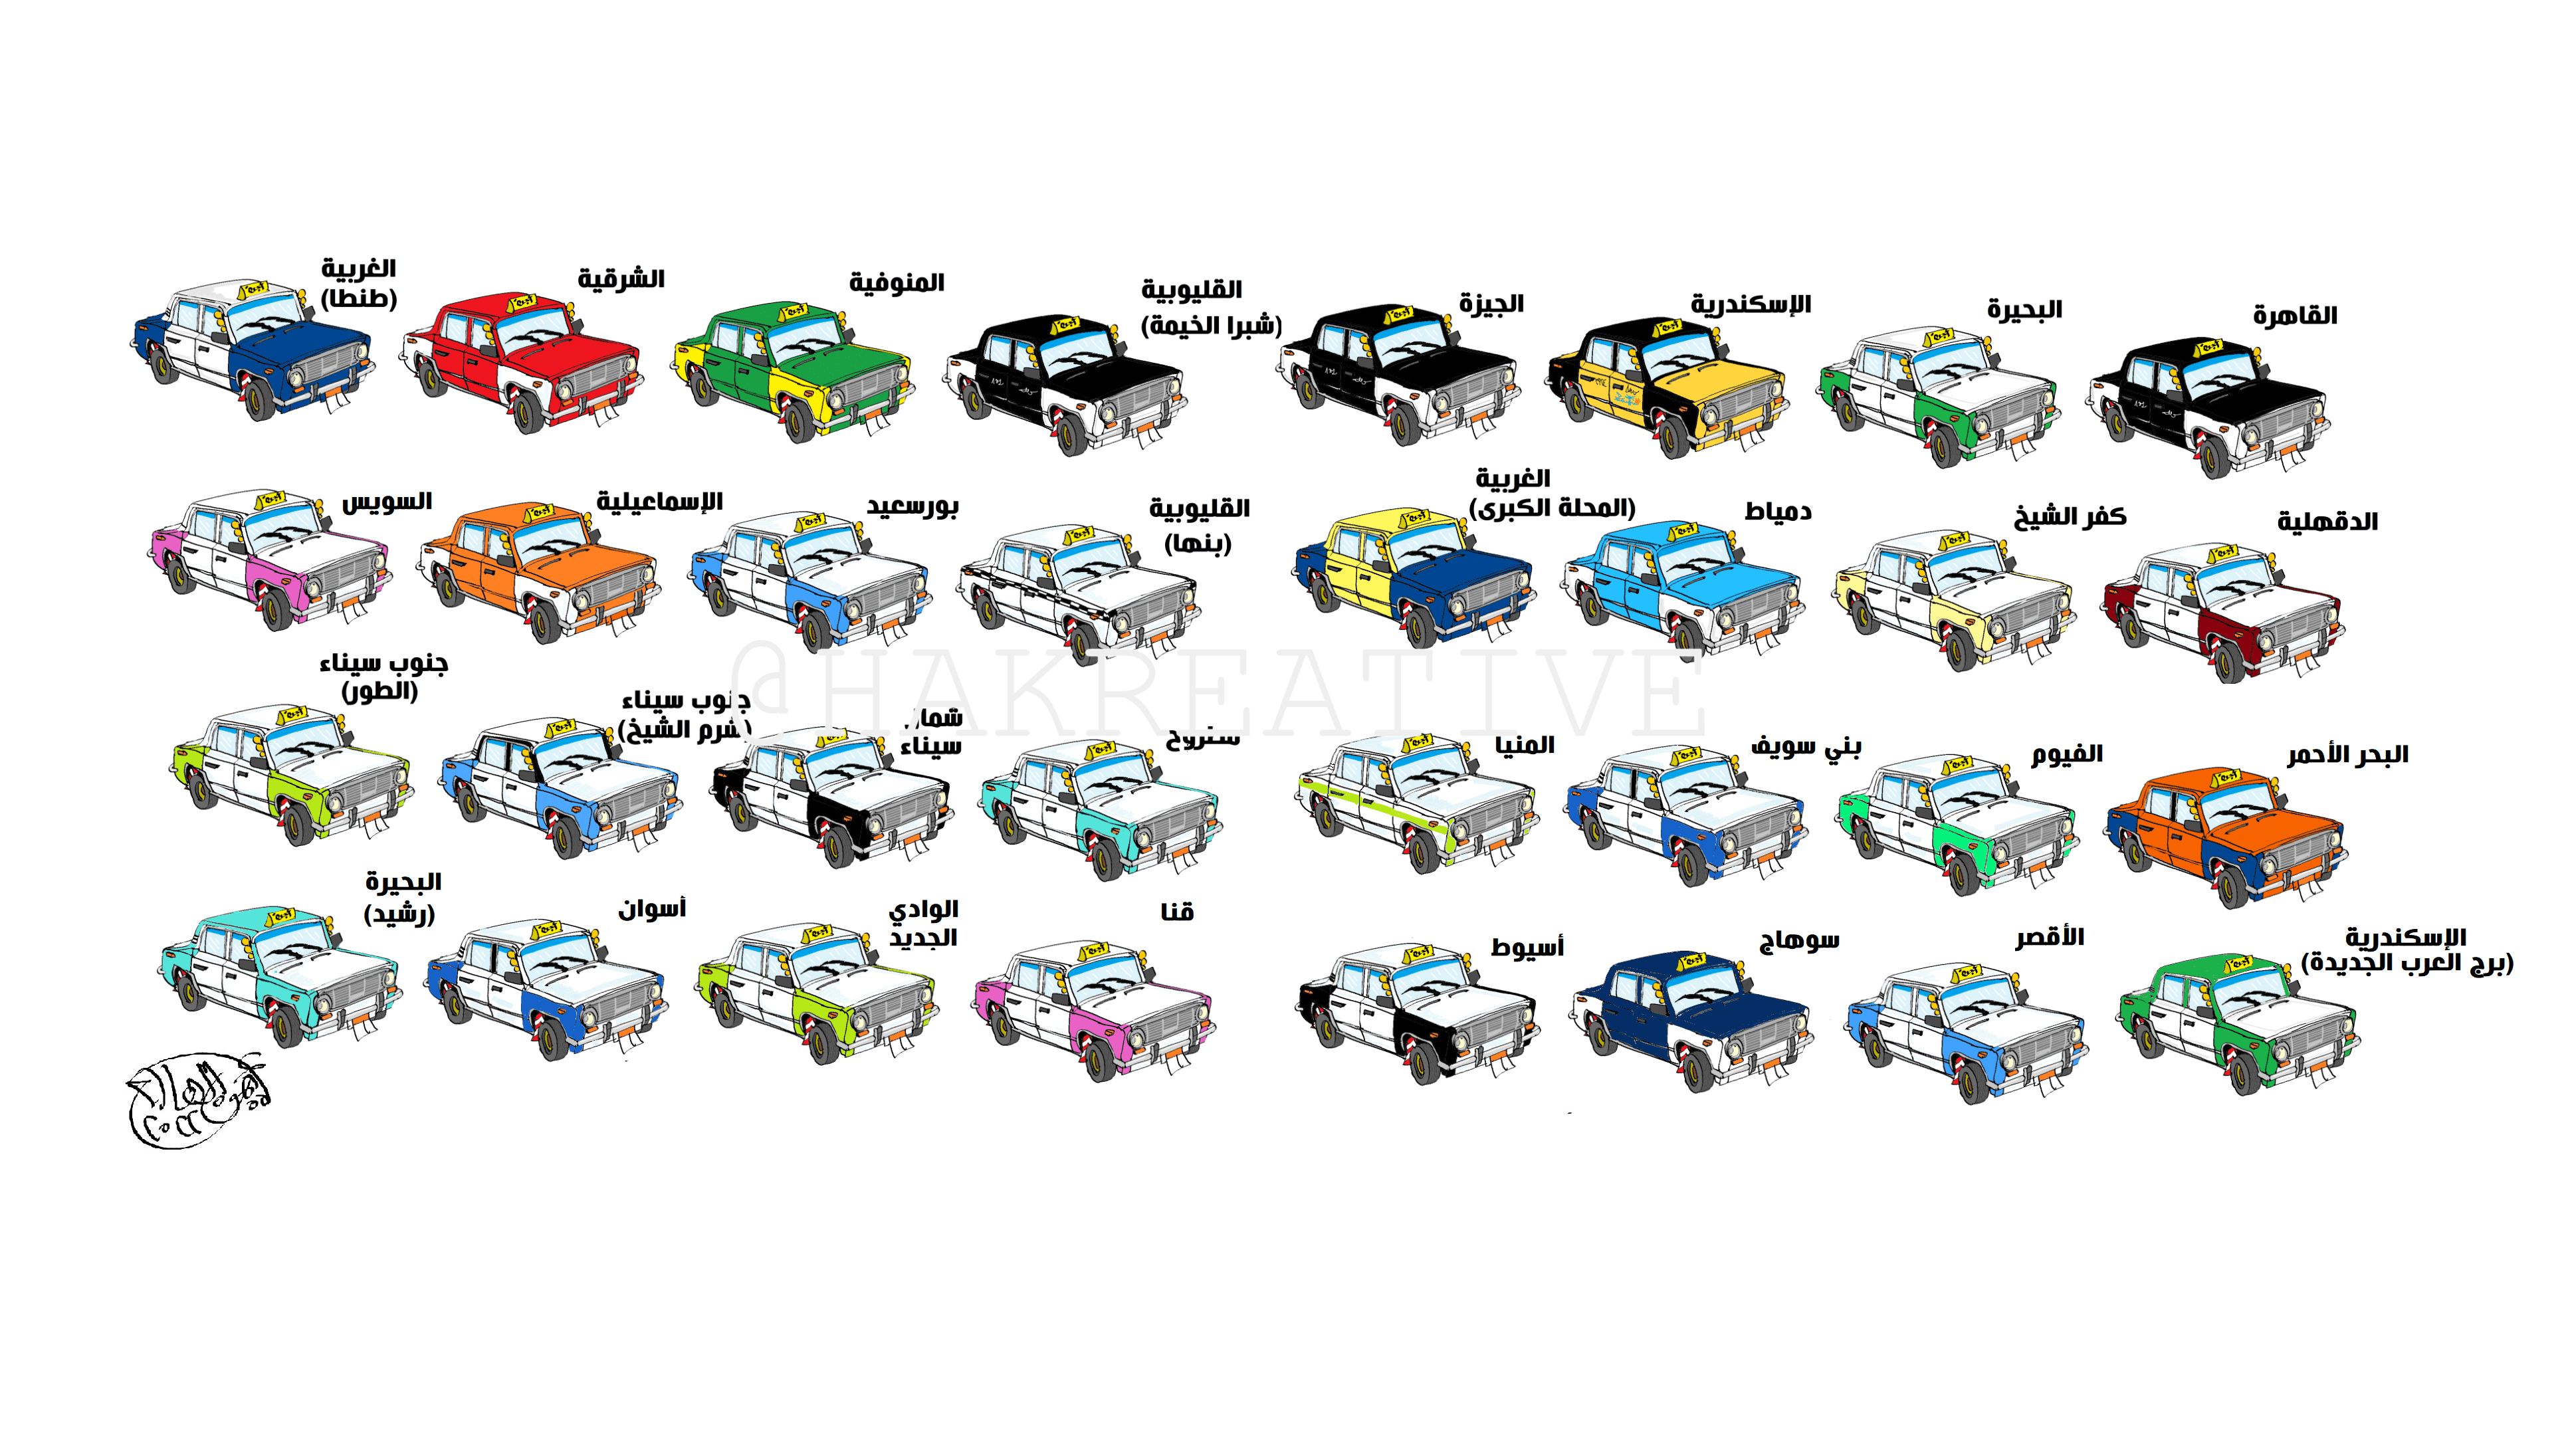 القاهرة
البحيرة
الإسكندرية
الجيزة
القليوبية
(شبرا الخيمة)
المنوفية
الشرقية
الغربية
(طنطا)
الدقهلية
كفر الشيخ
دمياط
الغربية
(المحلة الكبرى)
القليوبية
(بنها)
بورسعيد
الإسماعيلية
السويس
البحر الأحمر
الفيوم
بني سويف
المنيا
شمال
سيناء
جنوب سيناء
(شرم الشيخ)
جنوب سيناء
(الطور)
@HAKREATIVE
الإسكندرية
(برج العرب الجديدة)
الأقصر
سوهاج
أسيوط
قنا
الوادي
الجديد
أسوان
البحيرة
(رشيد)